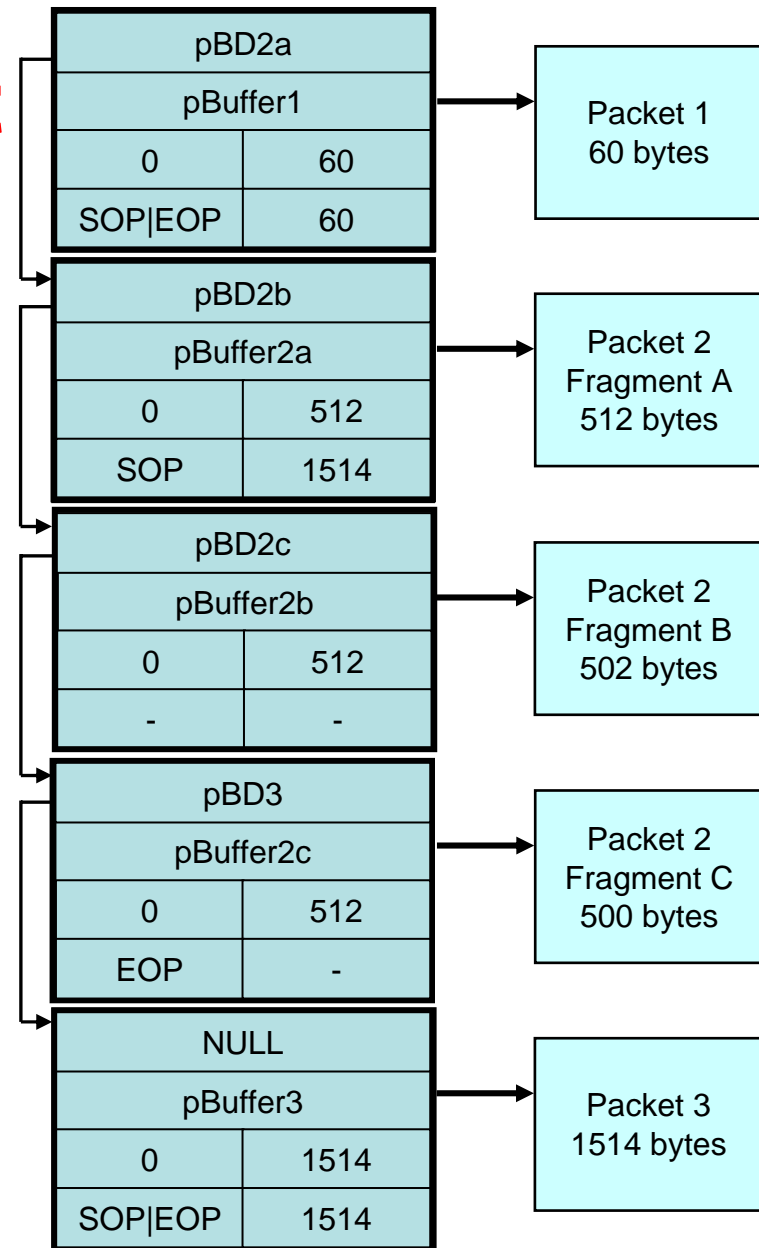 pBD2a
pBuffer1
0 60
SOP|EOP 60
Packet 1
60 bytes
pBD2b
pBuffer2a
0 512
SOP 1514
Packet 2
Fragment A
512 bytes
pBD2c
pBuffer2b
0 512
- -
Packet 2
Fragment B
502 bytes
pBD3
pBuffer2c
0 512
EOP -
Packet 2
Fragment C
500 bytes
NULL
pBuffer3
0 1514
SOP|EOP 1514
Packet 3
1514 bytes